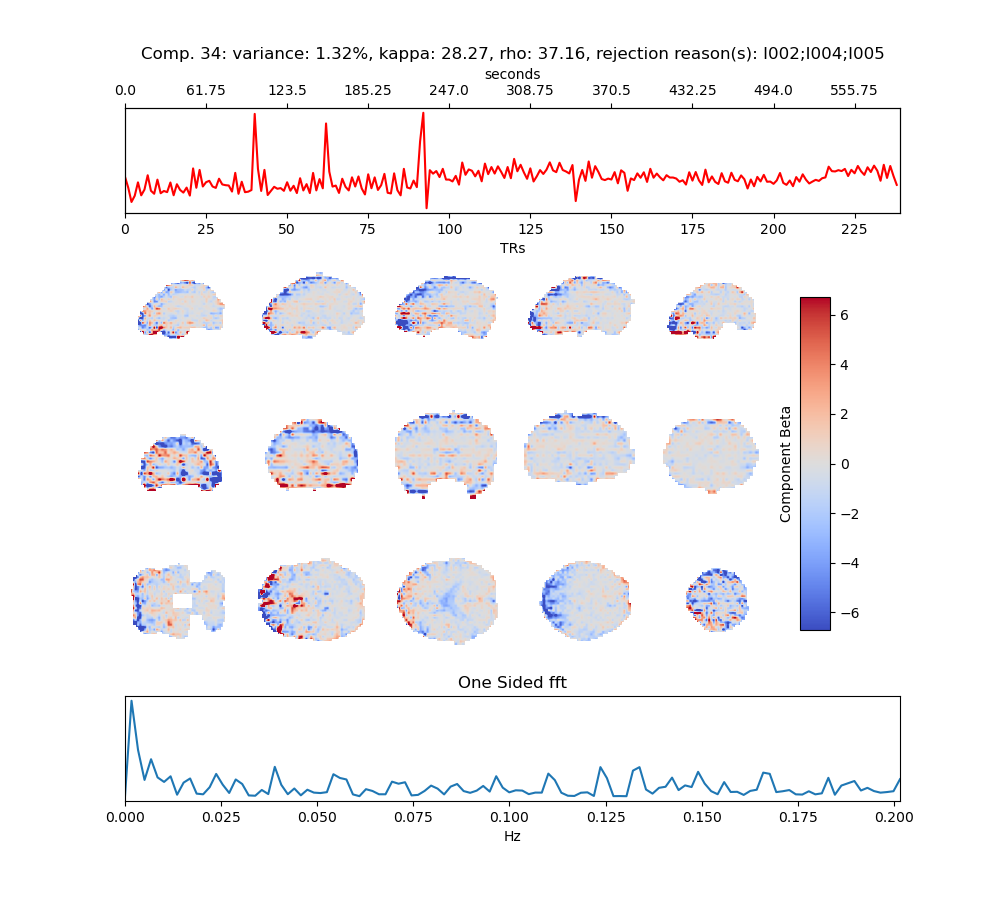 Comp. 34: variance: 1.32%, kappa: 28.27, rho: 37.16, rejection reason(s): I002;I004;I005
seconds
0.0 61.75 123.5 185.25 247.0 308.75 370.5 432.25 494.0 555.75
0 25 50 75 100 125 150 175 200 225
TRs
6
4
2
0
−2
−4
−6
Component Beta
One Sided fft
0.000 0.025 0.050 0.075 0.100 0.125 0.150 0.175 0.200
Hz